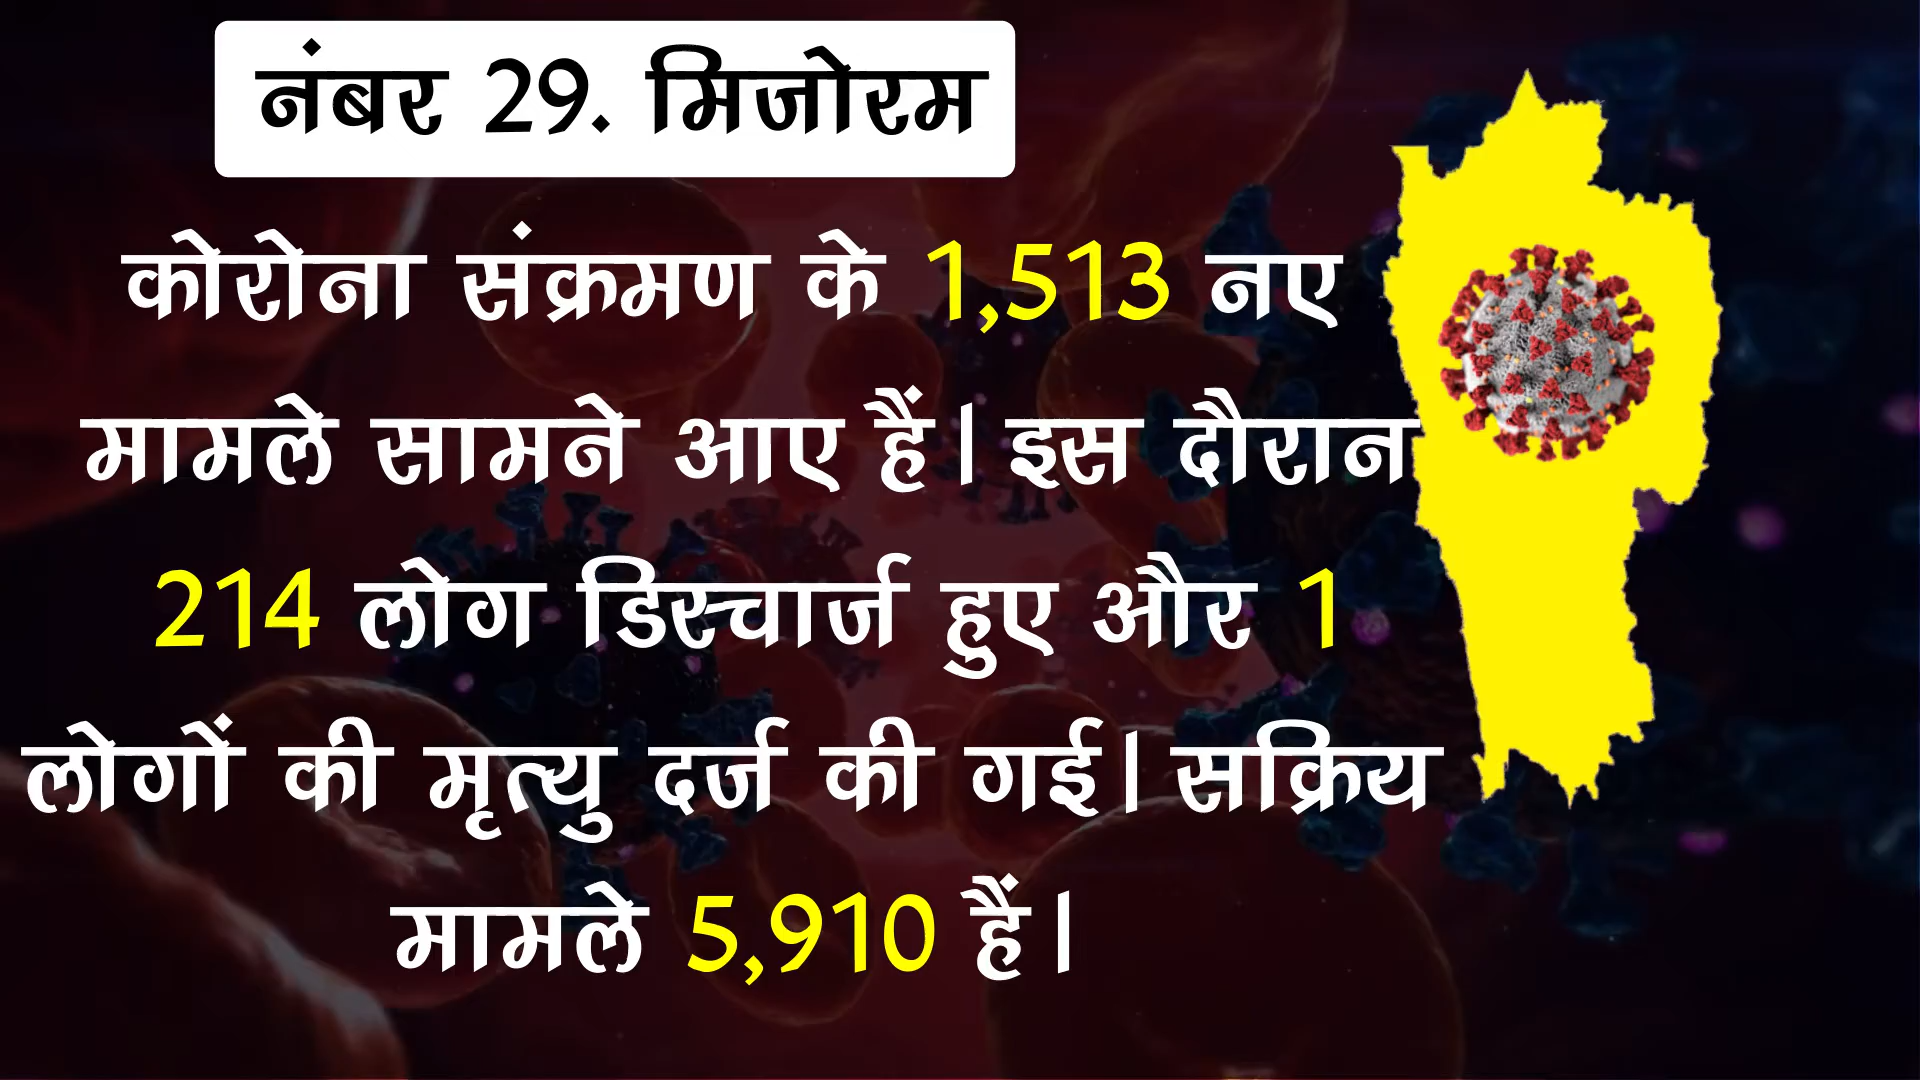 नंबर 29. मिजोरम
कोरोना संक्रमण के 1,513 नए
मामले सामने आए हैं। इस दौरान
214 लोग डिस्चार्ज हुए और 1
लोगों की मृत्यु दर्ज की गई। सक्रिय
मामले 5,910 हैं।